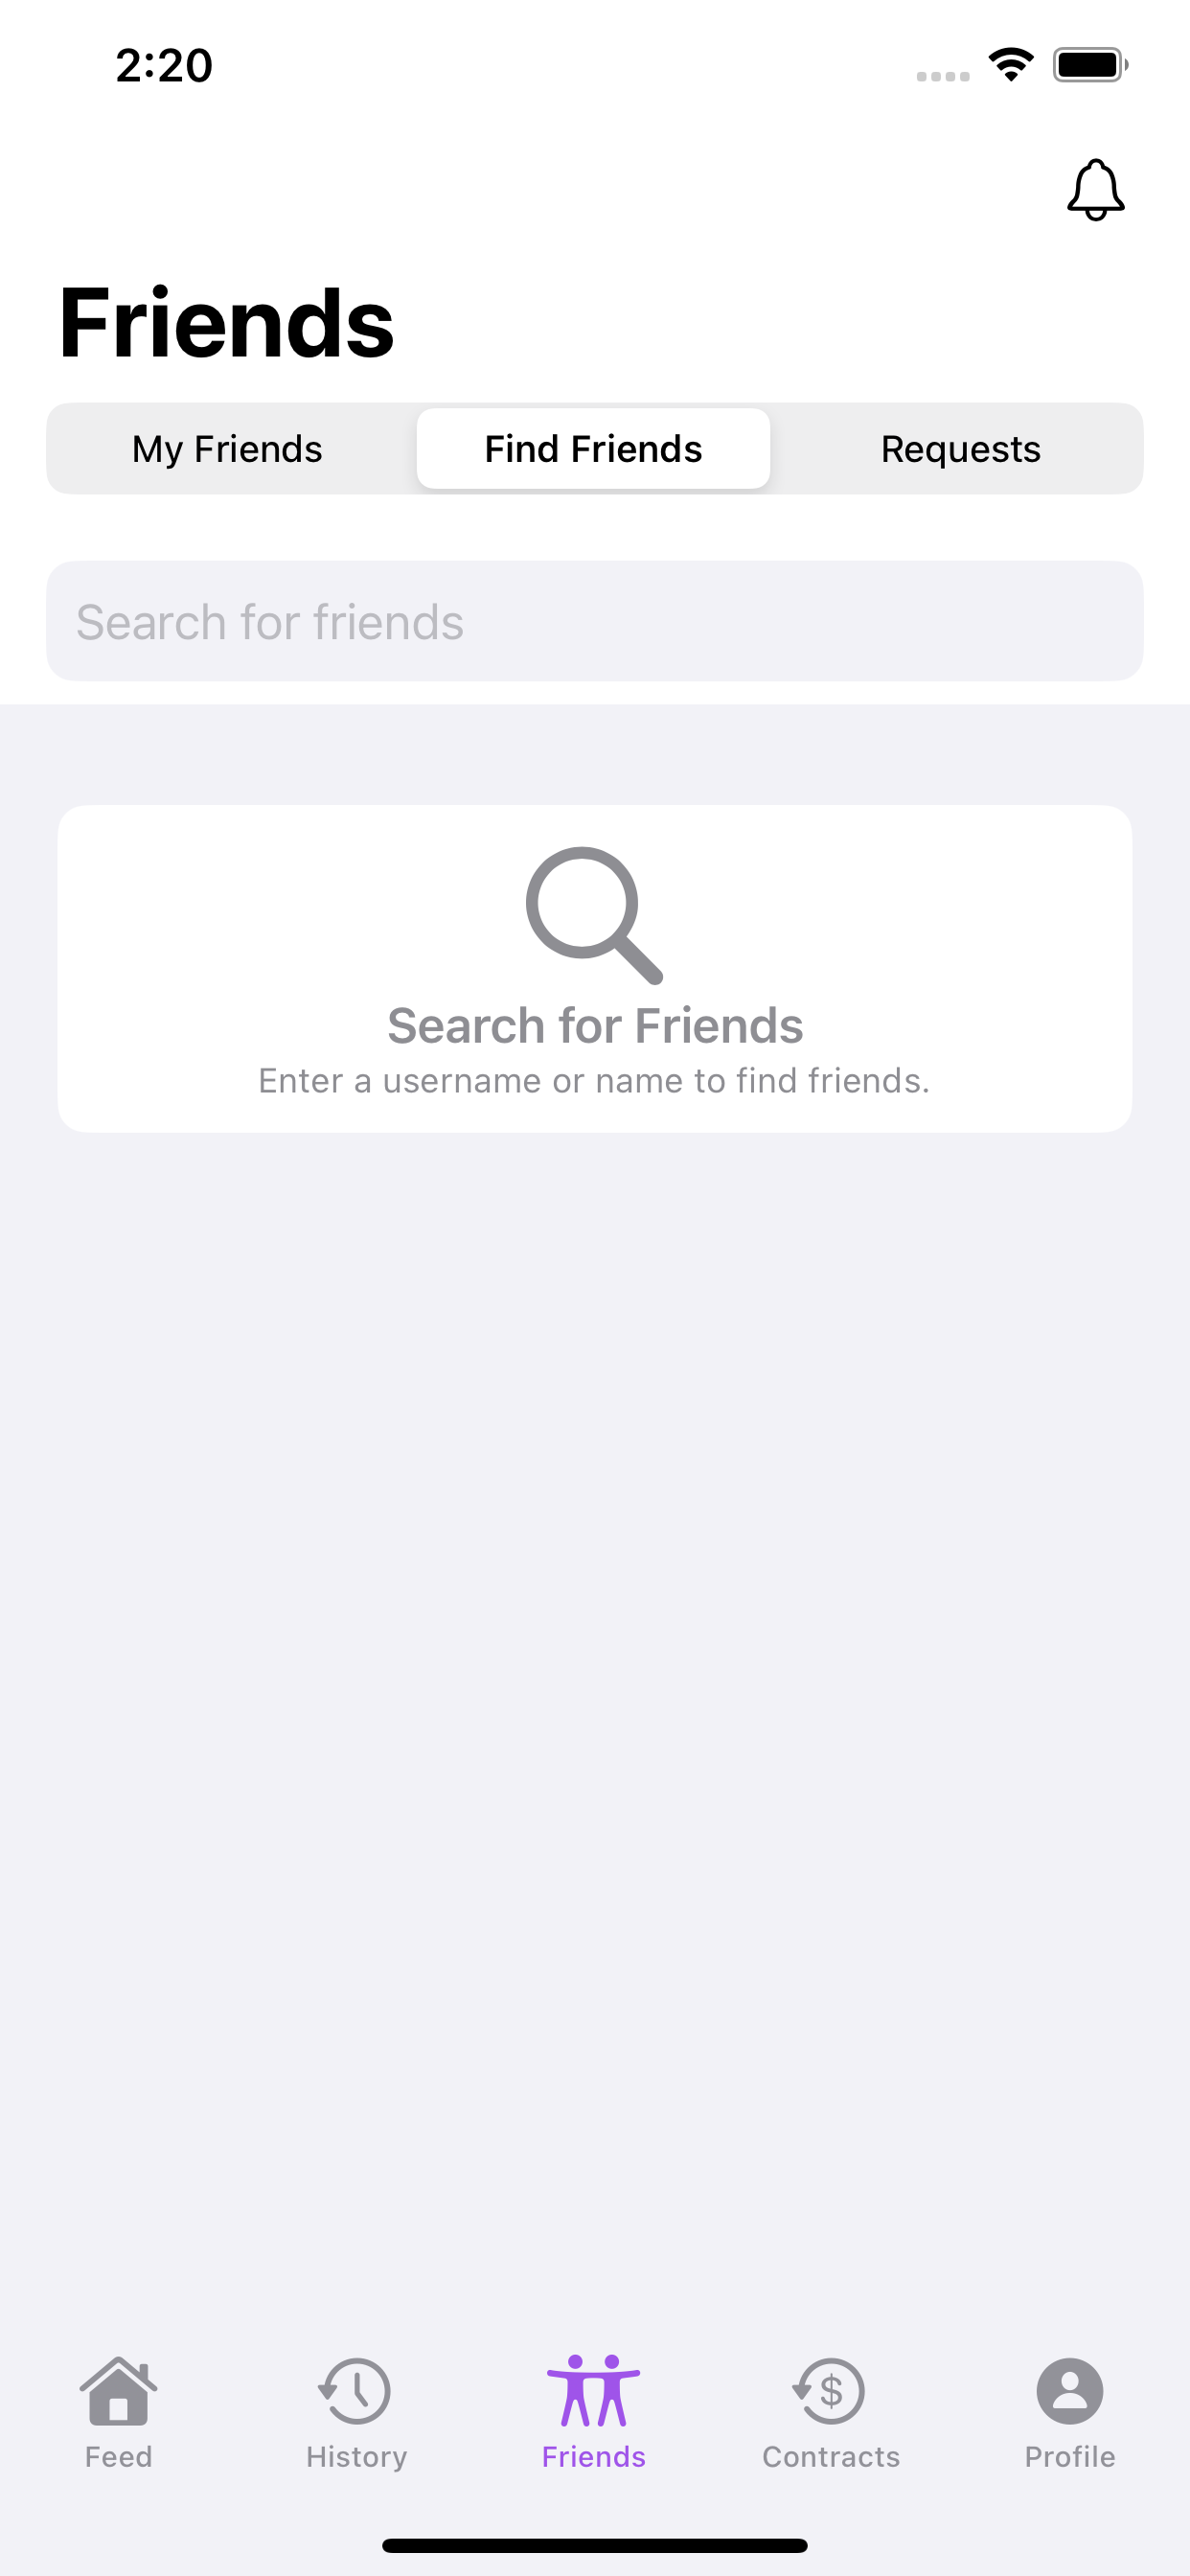 2:20
Friends
My Friends
Find Friends
Requests
Search for friends
Search for Friends
Enter a username or name to find friends.
$
Feed
History
Friends
Contracts
Profile